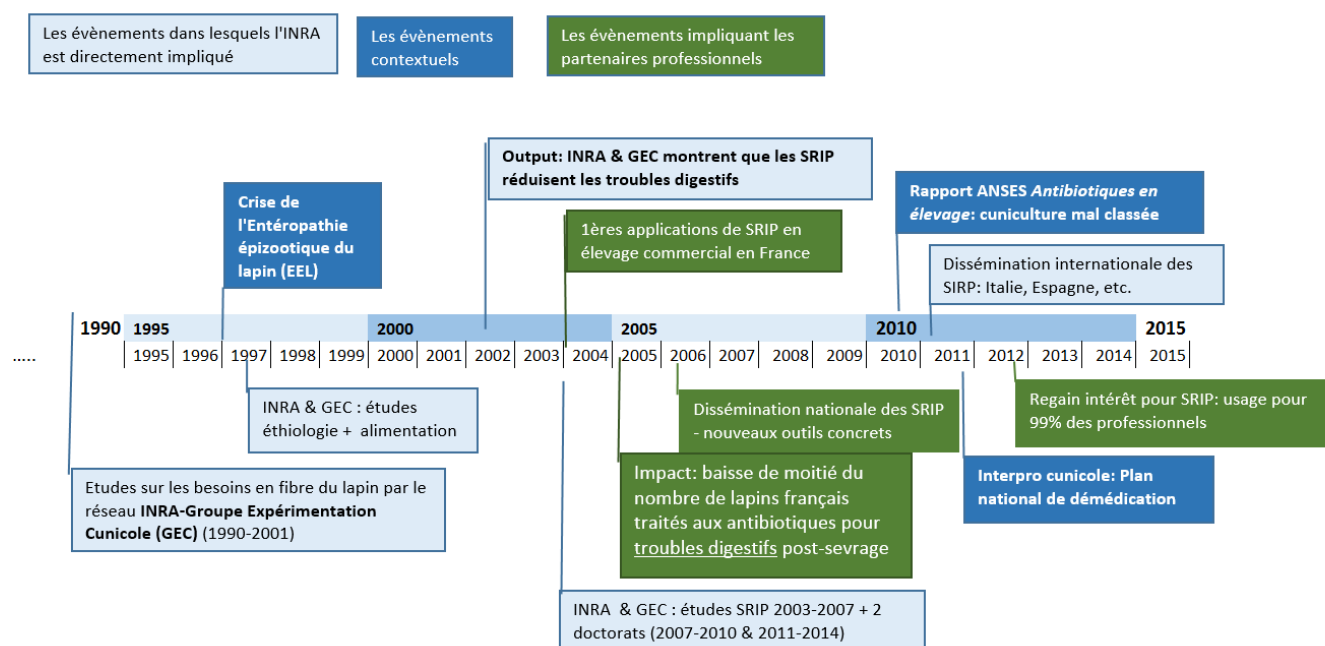 Les évènements dans lesquels l'INRA
est directement impliqué
Les évènements
contextuels
Les évènements impliquant les
partenaires professionnels
Output: INRA & GEC montrent que les SRIP
réduisent les troubles digestifs
Rapport ANSES Antibiotiques en
élevage: cuniculture mal classée
Crise de
l'Entéropathie
épizootique du
lapin (EEL)
1ères applications de SRIP en
élevage commercial en France
Dissémination internationale des
SIRP: Italie, Espagne, etc.
1990 1995 2000 2005 2010 2015
..... 1995 1996 1997 1998 1999 2000 2001 2002 2003 2004 2005 2006 2007 2008 2009 2010 2011 2012 2013 2014 2015
INRA & GEC : études
éthiologie + alimentation
Dissémination nationale des SRIP
- nouveaux outils concrets
Regain intérêt pour SRIP: usage pour
99% des professionnels
Etudes sur les besoins en fibre du lapin par le
réseau INRA-Groupe Expérimentation
Cunicole (GEC) (1990-2001)
Impact: baisse de moitié du
nombre de lapins français
traités aux antibiotiques pour
troubles digestifs post-sevrage
Interpro cunicole: Plan
national de démédication
INRA & GEC : études SRIP 2003-2007 + 2
doctorats (2007-2010 & 2011-2014)